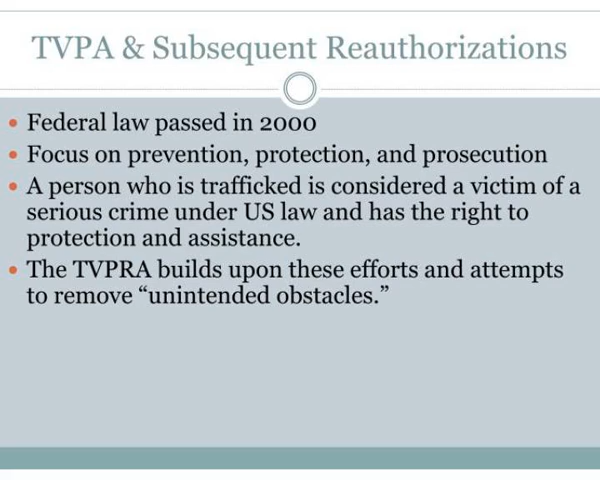 TVPA & Subsequent Reauthorizations
• Federal law passed in 2000
• Focus on prevention, protection, and prosecution
• A person who is trafficked is considered a victim of a
serious crime under US law and has the right to
protection and assistance.
• The TVPRA builds upon these efforts and attempts
to remove “unintended obstacles.”